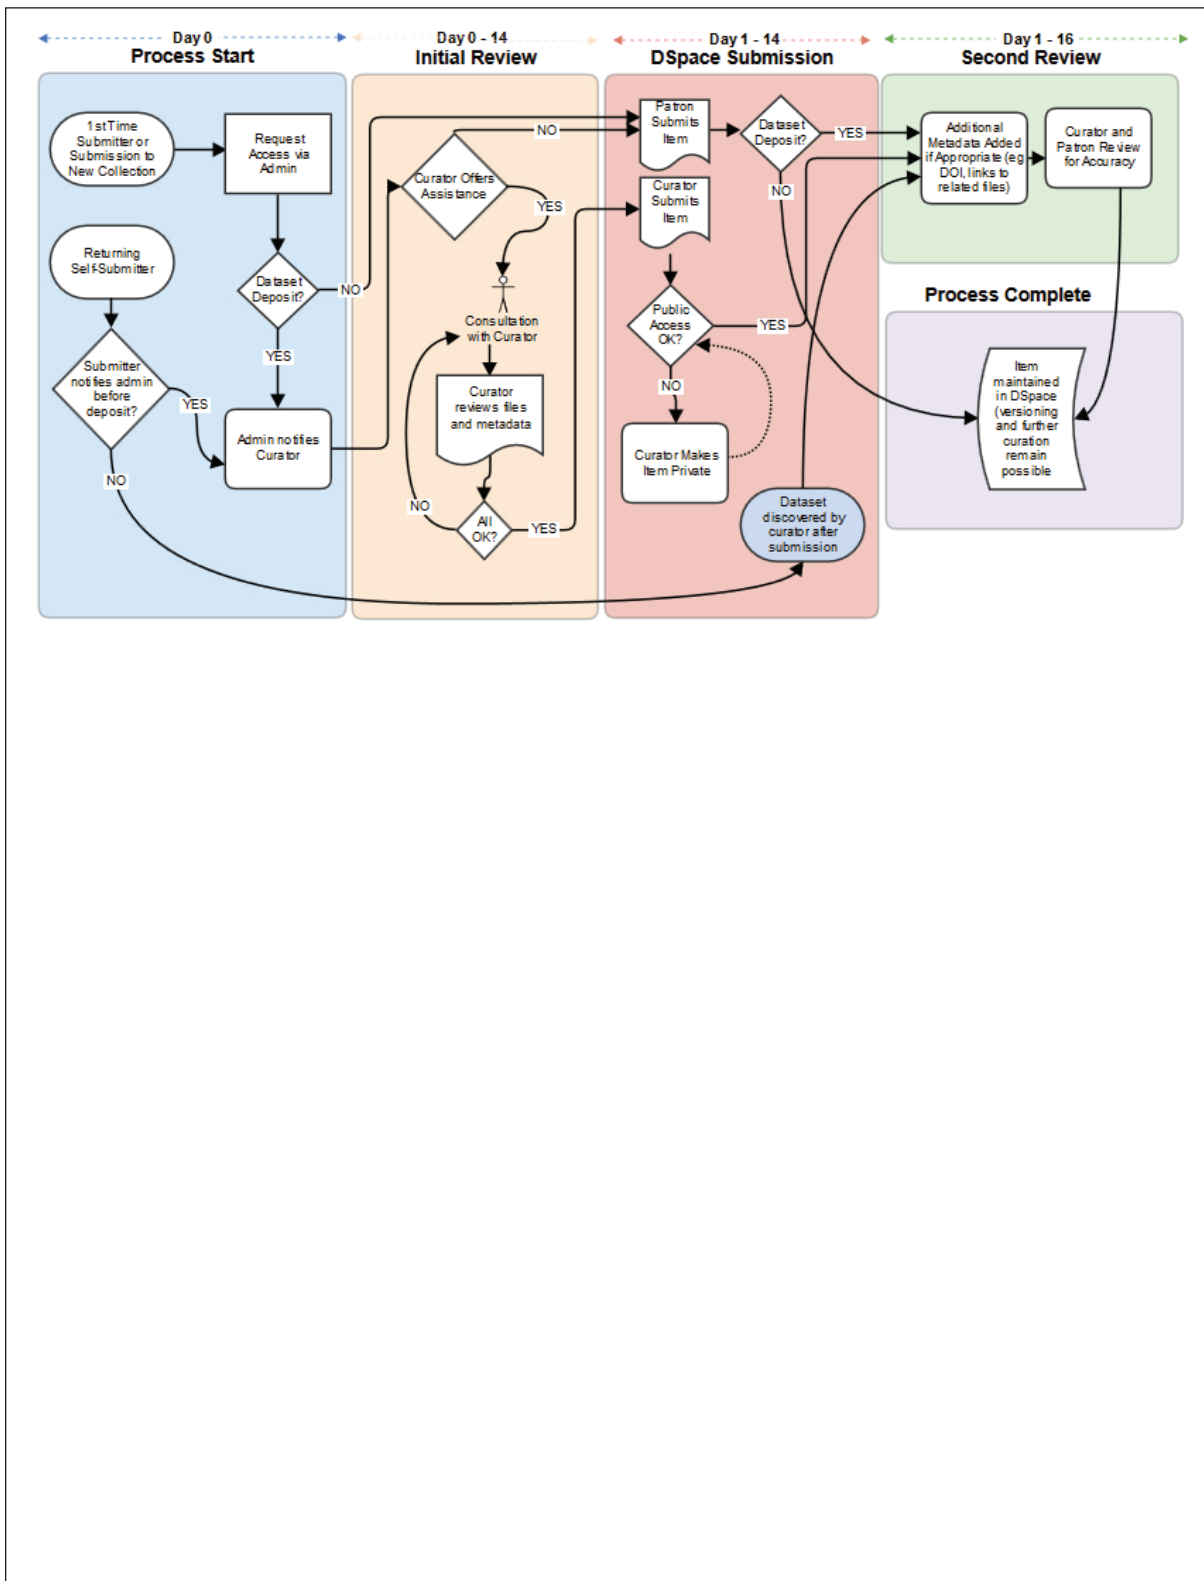 Day 0
Process Start
Day 0 - 14
Initial Review
Day 1 - 14
DSpace Submission
Day 1 - 16
Second Review
1st Time
Submitter or
Submission to
New Collection
Request
Access via
Admin
Returning
Self-Submitter
Dataset
Deposit?
NO
YES
Submitter
notifies admin
before
deposit?
YES
NO
Admin notifies
Curator
Curator Offers
Assistance
NO
YES
Consultation
with Curator
Curator
reviews files
and metadata
NO
All
OK?
YES
Patron
Submits
Item
Dataset
Deposit?
YES
NO
Curator
Submits
Item
Public
Access
OK?
YES
NO
Curator Makes
Item Private
Dataset
discovered by
curator after
submission
Additional
Metadata Added
if Appropriate (eg
DOI, links to
related files)
Curator and
Patron Review
for Accuracy
Process Complete
Item
maintained
in DSpace
(versioning
and further
curation
remain
possible